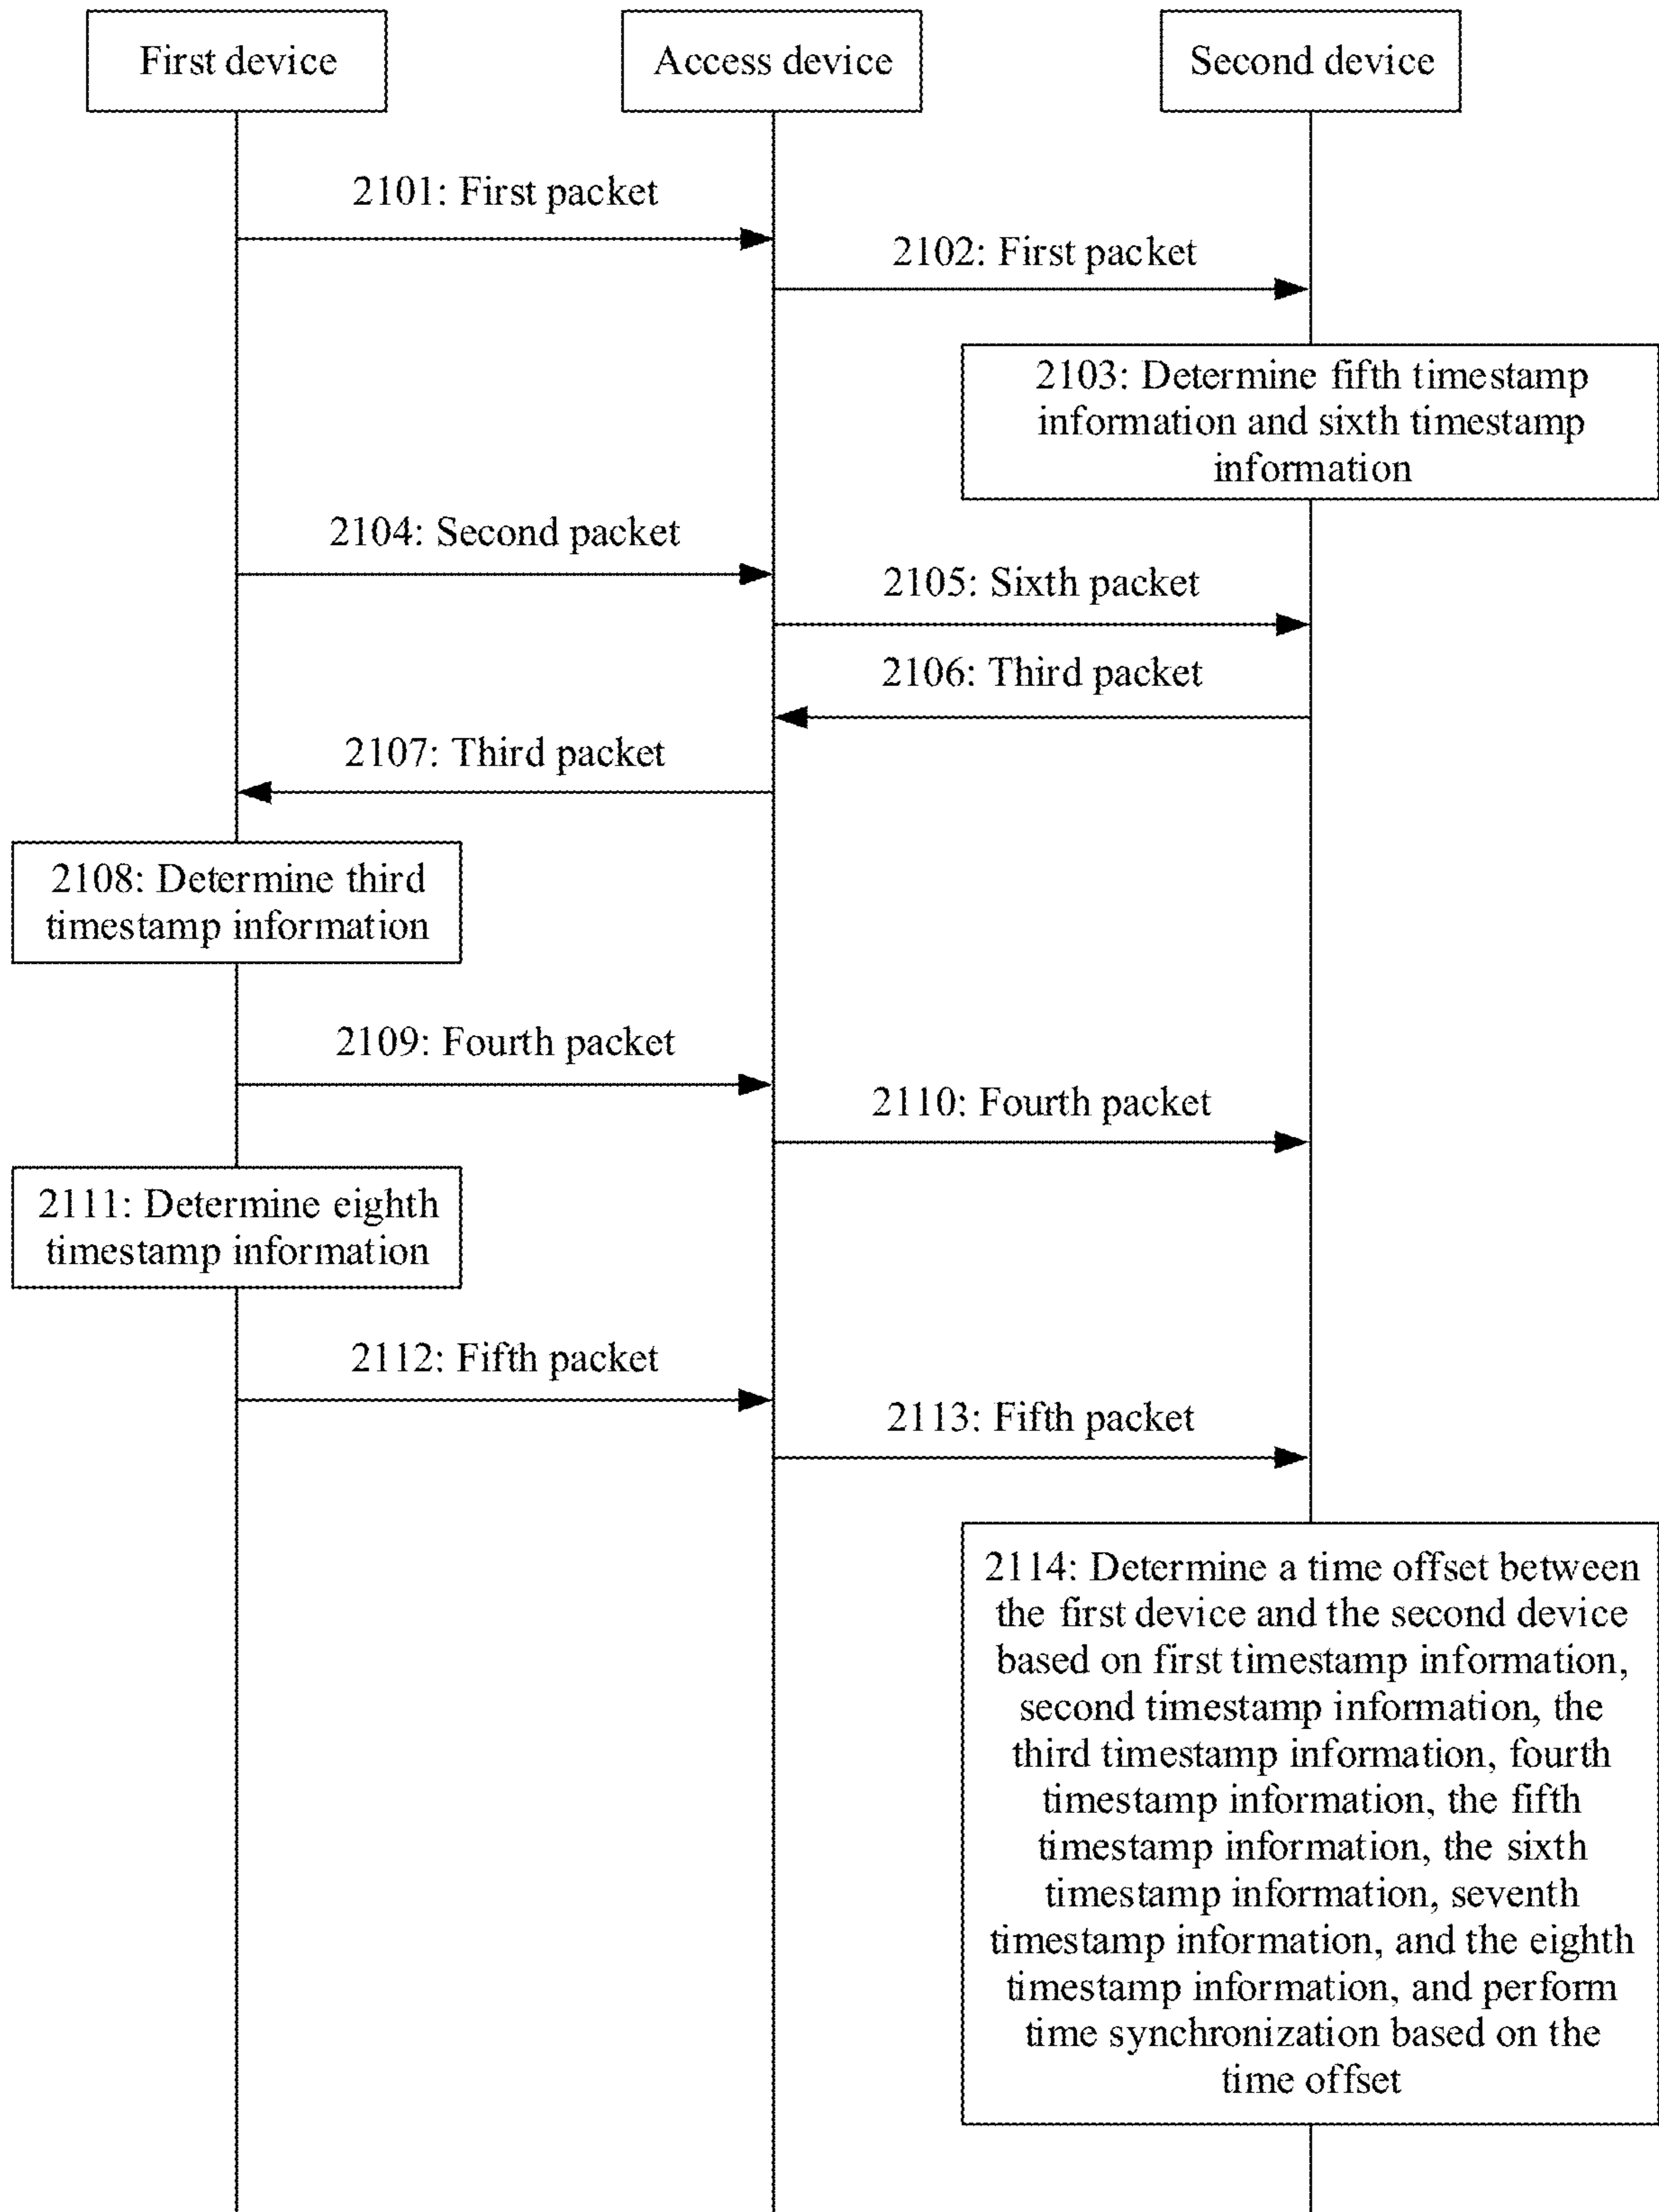 First device
Access device
Second device
2101: First packet
2102: First packet
2103: Determine fifth timestamp
information and sixth timestamp
information
2104: Second packet
2105: Sixth packet
2106: Third packet
2107: Third packet
2108: Determine third
timestamp information
2109: Fourth packet
2110: Fourth packet
2111: Determine eighth
timestamp information
2112: Fifth packet
2113: Fifth packet
2114: Determine a time offset between
the first device and the second device
based on first timestamp information,
second timestamp information, the
third timestamp information, fourth
timestamp information, the fifth
timestamp information, the sixth
timestamp information, seventh
timestamp information, and the eighth
timestamp information, and perform
time synchronization based on the
time offset